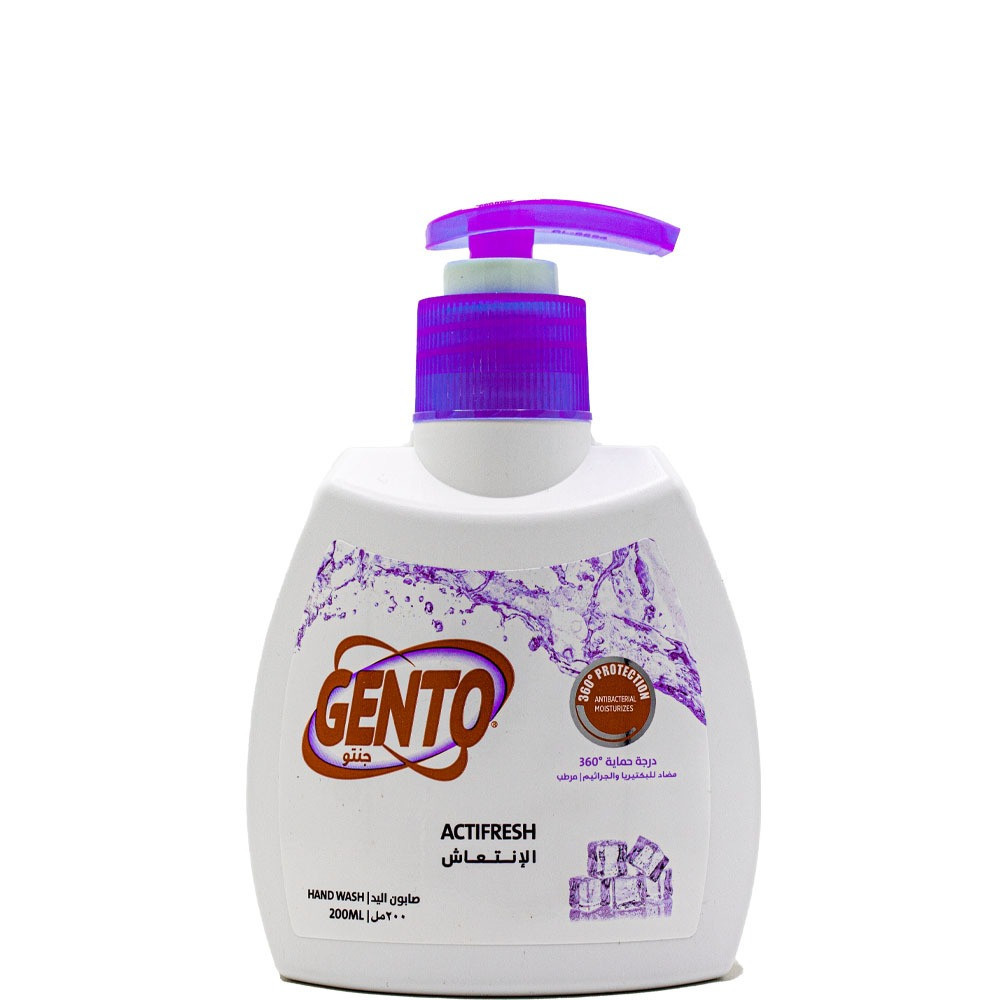 GENTO®
جنتو
360° PROTECTION
ANTIBACTERIAL
MOISTURIZES
درجة حماية °360
مضاد للبكتيريا والجراثيم | مرطب
ACTIFRESH
الإنتعاش
HAND WASH | صابون اليد
200ML | ٢٠٠مل